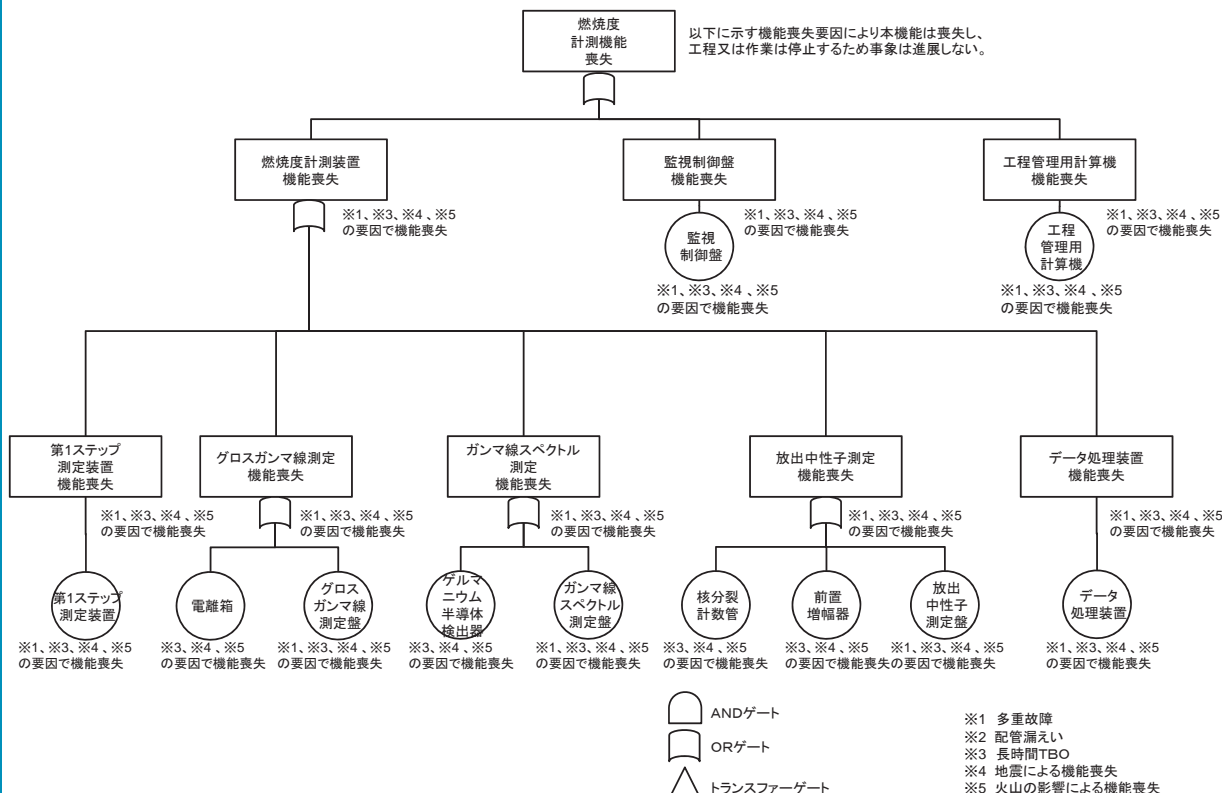 燃焼度
計測機能
喪失
以下に示す機能喪失要因により本機能は喪失し、
工程又は作業は停止するため事象は進展しない。
燃焼度計測装置
機能喪失
※1、※3、※4 、※5
の要因で機能喪失
監視制御盤
機能喪失
※1、※3、※4 、※5
の要因で機能喪失
監視
制御盤
※1、※3、※4 、※5
の要因で機能喪失
工程管理用計算機
機能喪失
※1、※3、※4 、※5
の要因で機能喪失
工程
管理用
計算機
※1、※3、※4 、※5
の要因で機能喪失
第1ステップ
測定装置
機能喪失
※1、※3、※4 、※5
の要因で機能喪失
第1ステップ
測定装置
※1、※3、※4 、※5
の要因で機能喪失
グロスガンマ線測定
機能喪失
※1、※3、※4 、※5
の要因で機能喪失
電離箱
※3、※4 、※5
の要因で機能喪失
グロス
ガンマ線
測定盤
※1、※3、※4 、※5
の要因で機能喪失
ガンマ線スペクトル
測定
機能喪失
※1、※3、※4 、※5
の要因で機能喪失
ゲルマ
ニウム
半導体
検出器
※3、※4 、※5
の要因で機能喪失
ガンマ線
スペクトル
測定盤
※1、※3、※4 、※5
の要因で機能喪失
放出中性子測定
機能喪失
※1、※3、※4 、※5
の要因で機能喪失
核分裂
計数管
※3、※4 、※5
の要因で機能喪失
前置
増幅器
※3、※4 、※5
の要因で機能喪失
放出
中性子
測定盤
※1、※3、※4 、※5
の要因で機能喪失
データ処理装置
機能喪失
※1、※3、※4 、※5
の要因で機能喪失
データ
処理装置
※1、※3、※4 、※5
の要因で機能喪失
ANDゲート
ORゲート
トランスファーゲート
※1 多重故障
※2 配管漏えい
※3 長時間TBO
※4 地震による機能喪失
※5 火山の影響による機能喪失